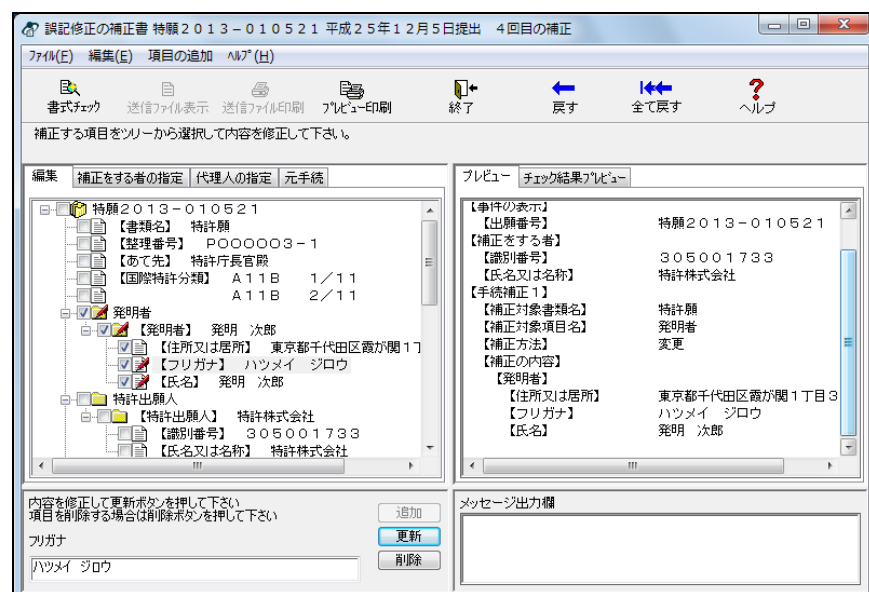 誤記修正の補正書 特願２０１３－０１０５２１ 平成２５年１２月５日提出　４回目の補正
ﾌｧｲﾙ(F)　編集(E)　項目の追加　ﾍﾙﾌﾟ(H)
書式ﾁｪｯｸ　送信ﾌｧｲﾙ表示　送信ﾌｧｲﾙ印刷　ﾌﾟﾚﾋﾞｭｰ印刷　終了　戻す　全て戻す　ヘルプ
補正する項目をツリーから選択して内容を修正して下さい。
編集　補正をする者の指定　代理人の指定　元手続
特願２０１３－０１０５２１
【書類名】　特許願
【整理番号】　Ｐ０００００３－１
【あて先】　特許庁長官殿
【国際特許分類】　Ａ１１Ｂ　　１／１１
Ａ１１Ｂ　　２／１１
発明者
【発明者】　発明　次郎
【住所又は居所】　東京都千代田区霞が関１丁
【フリガナ】　ハツメイ　ジロウ
【氏名】　発明　次郎
特許出願人
【特許出願人】　特許株式会社
【識別番号】　３０５００１７３３
【氏名又は名称】　特許株式会社
プレビュー　チェック結果プレビュー
【事件の表示】
【出願番号】　特願２０１３－０１０５２１
【補正をする者】
【識別番号】　３０５００１７３３
【氏名又は名称】　特許株式会社
【手続補正１】
【補正対象書類名】　特許願
【補正対象項目名】　発明者
【補正方法】　変更
【補正の内容】
【発明者】
【住所又は居所】　東京都千代田区霞が関１丁目３
【フリガナ】　ハツメイ　ジロウ
【氏名】　発明　次郎
内容を修正して更新ボタンを押して下さい
項目を削除する場合は削除ボタンを押して下さい
追加
フリガナ
更新
ハツメイ　ジロウ
削除
メッセージ出力欄